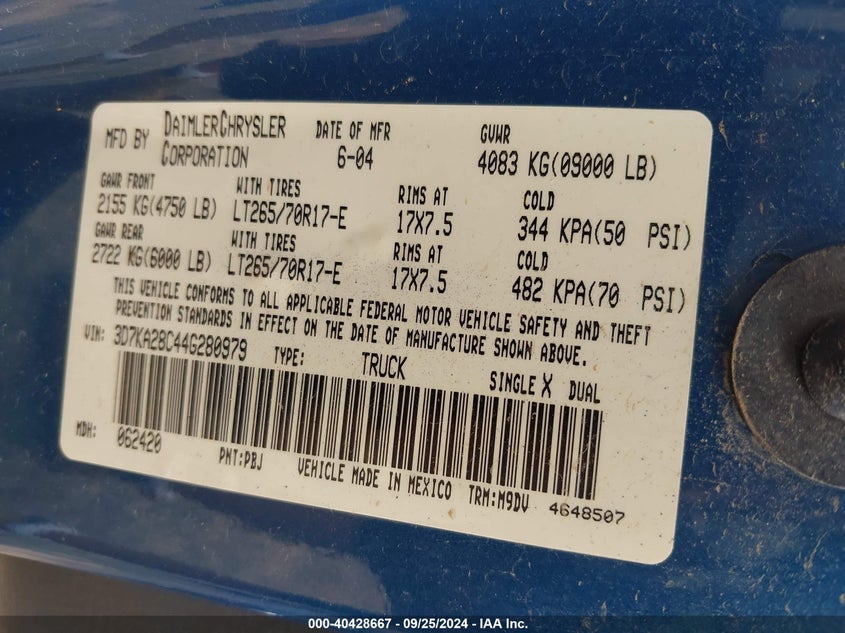 MFD BY DAIMLERCHRYSLER CORPORATION DATE OF MFR 6-04 GVWR 4083 KG(09000 LB)
GAWR FRONT WITH TIRES RIMS AT COLD
2155 KG(4750 LB) LT265/70R17-E 17X7.5 344 KPA(50 PSI)
GAWR REAR WITH TIRES RIMS AT COLD
2722 KG(6000 LB) LT265/70R17-E 17X7.5 482 KPA(70 PSI)
THIS VEHICLE CONFORMS TO ALL APPLICABLE FEDERAL MOTOR VEHICLE SAFETY AND THEFT
PREVENTION STANDARDS IN EFFECT ON THE DATE OF MANUFACTURE SHOWN ABOVE.
VIN: 3D7KA28C44G280979 TYPE: TRUCK SINGLE X DUAL
MDH: 062420 PNT:PBJ VEHICLE MADE IN MEXICO TRM:M9DV 4648507
000-40428667 - 09/25/2024 - IAA Inc.